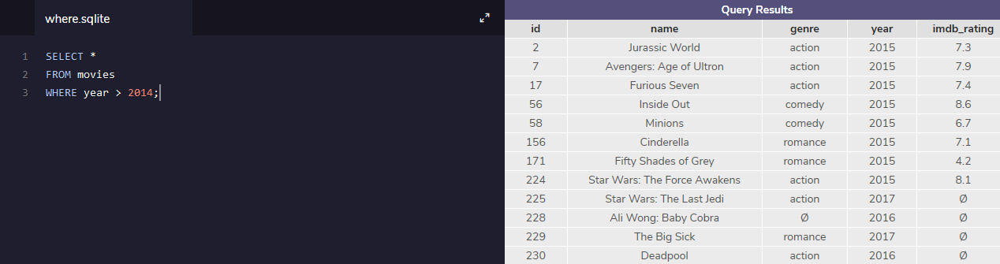 where.sqlite
1 SELECT *
2 FROM movies
3 WHERE year > 2014;
Query Results
id name genre year imdb_rating
2 Jurassic World action 2015 7.3
7 Avengers: Age of Ultron action 2015 7.9
17 Furious Seven action 2015 7.4
56 Inside Out comedy 2015 8.6
58 Minions comedy 2015 6.7
156 Cinderella romance 2015 7.1
171 Fifty Shades of Grey romance 2015 4.2
224 Star Wars: The Force Awakens action 2015 8.1
225 Star Wars: The Last Jedi action 2017 Ø
228 Ali Wong: Baby Cobra Ø 2016 Ø
229 The Big Sick romance 2017 Ø
230 Deadpool action 2016 Ø